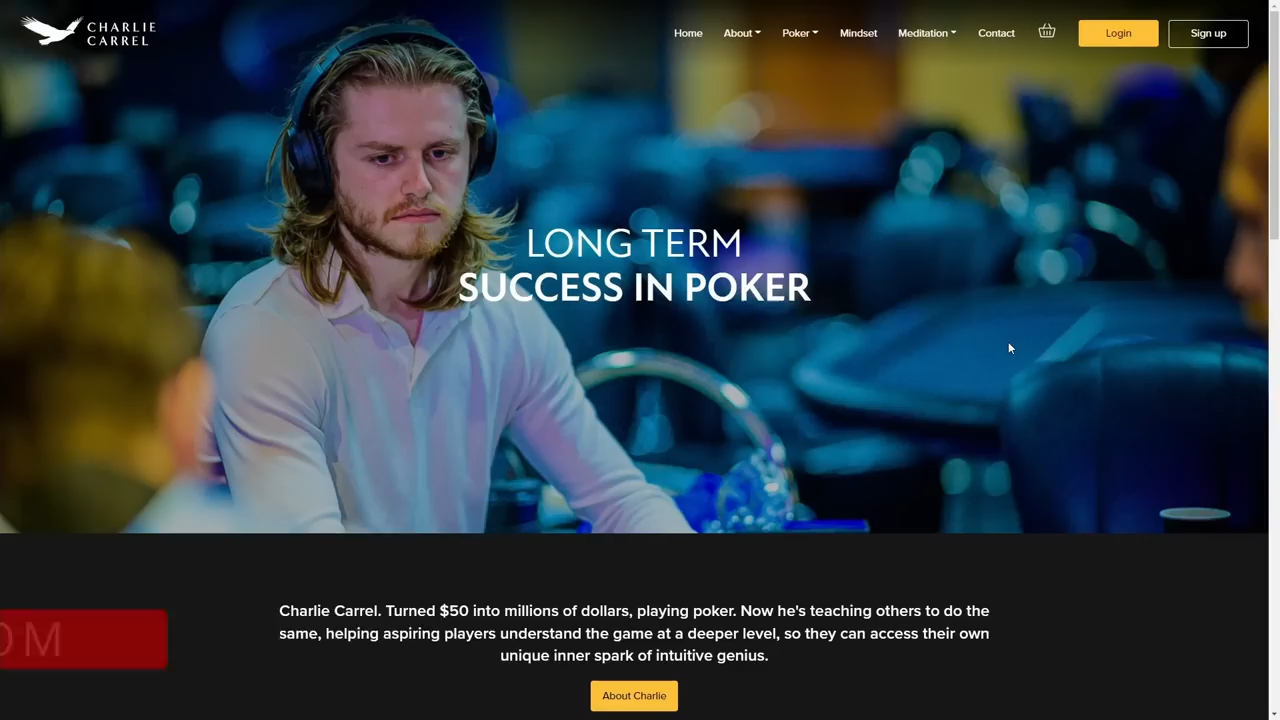 CHARLIE
CARREL
Home About Poker Mindset Meditation Contact Login Sign up
LONG TERM
SUCCESS IN POKER
Charlie Carrel. Turned $50 into millions of dollars, playing poker. Now he's teaching others to do the
same, helping aspiring players understand the game at a deeper level, so they can access their own
unique inner spark of intuitive genius.
OM
About Charlie